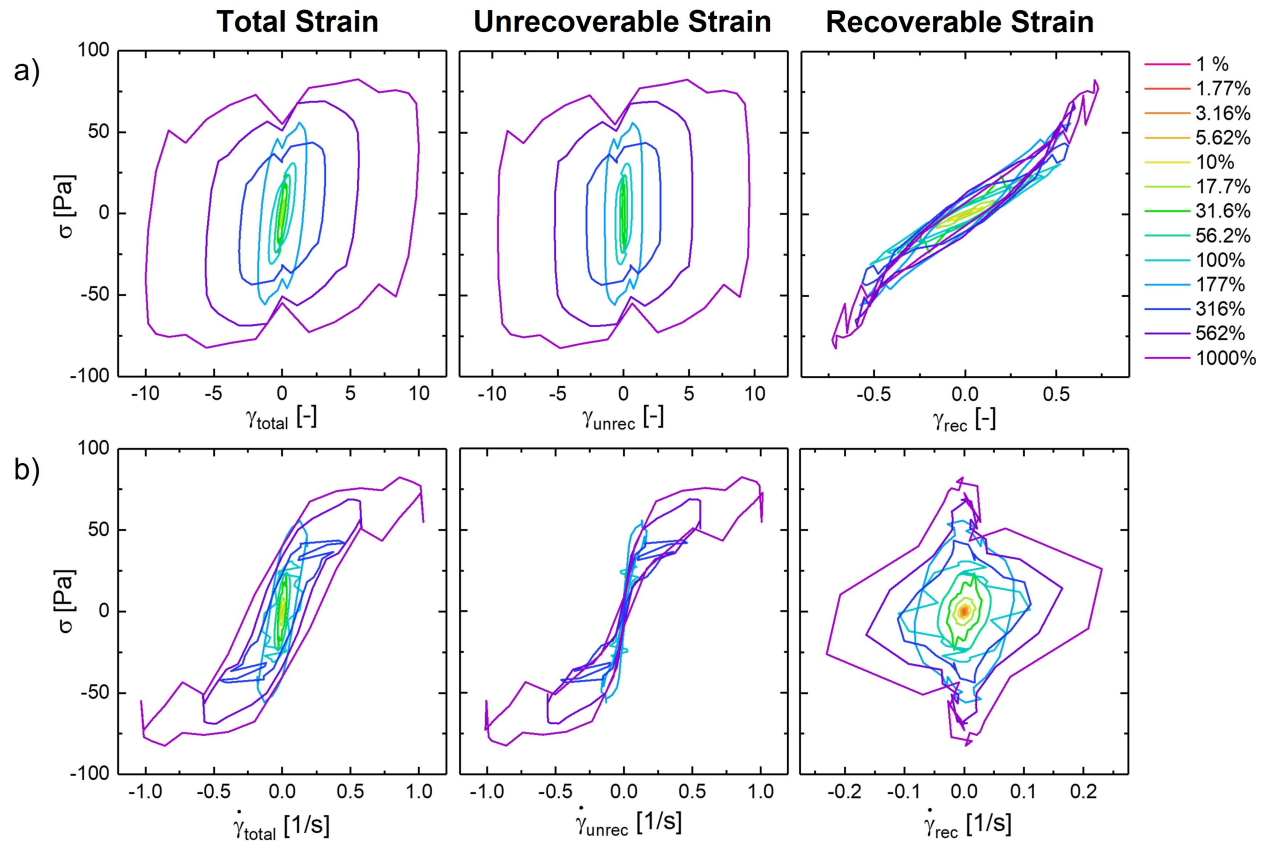 Total Strain Unrecoverable Strain Recoverable Strain
a)
100
50
0
-50
-100
σ [Pa]
-10 -5 0 5 10
γtotal [-]
-10 -5 0 5 10
γunrec [-]
-0.5 0.0 0.5
γrec [-]
1 %
1.77%
3.16%
5.62%
10%
17.7%
31.6%
56.2%
100%
177%
316%
562%
1000%
b)
100
50
0
-50
-100
σ [Pa]
-1.0 -0.5 0.0 0.5 1.0
γ̇total [1/s]
-1.0 -0.5 0.0 0.5 1.0
γ̇unrec [1/s]
-0.2 -0.1 0.0 0.1 0.2
γ̇rec [1/s]